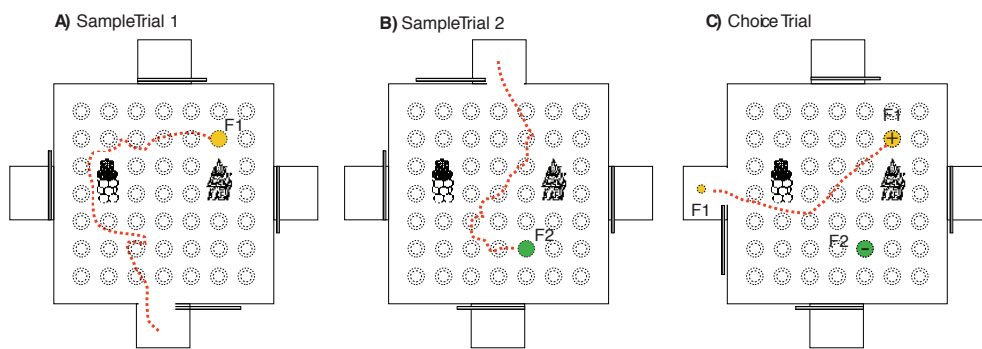 A) SampleTrial 1
B) SampleTrial 2
C) Choice Trial
F1
F2
F1
+
F1
F2
-